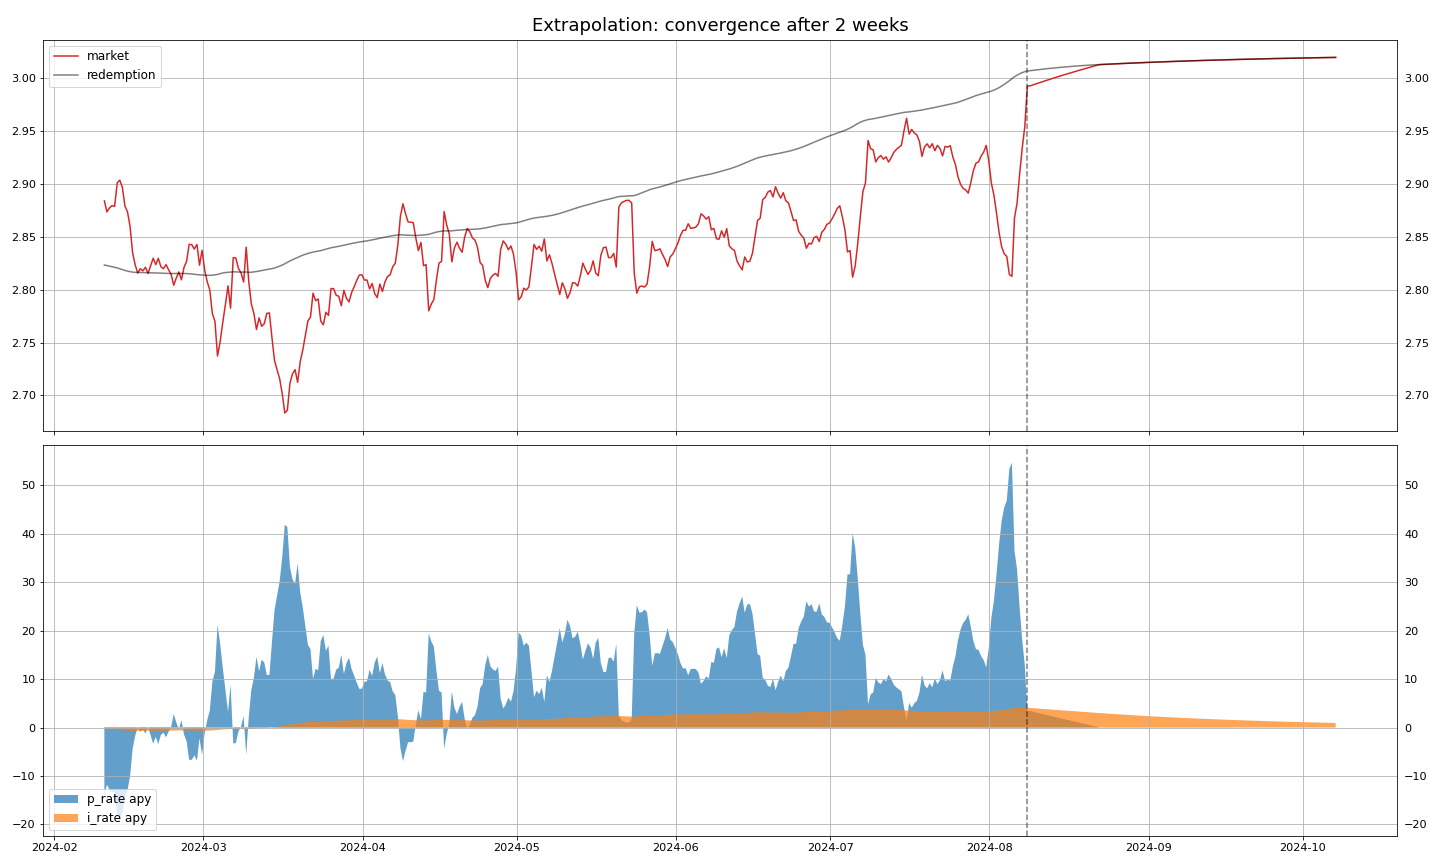 Extrapolation: convergence after 2 weeks
market
redemption
3.00 3.00
2.95 2.95
2.90 2.90
2.85 2.85
2.80 2.80
2.75 2.75
2.70 2.70
50 50
40 40
30 30
20 20
10 10
0 0
−10 −10
−20 −20
p_rate apy
i_rate apy
2024-02 2024-03 2024-04 2024-05 2024-06 2024-07 2024-08 2024-09 2024-10